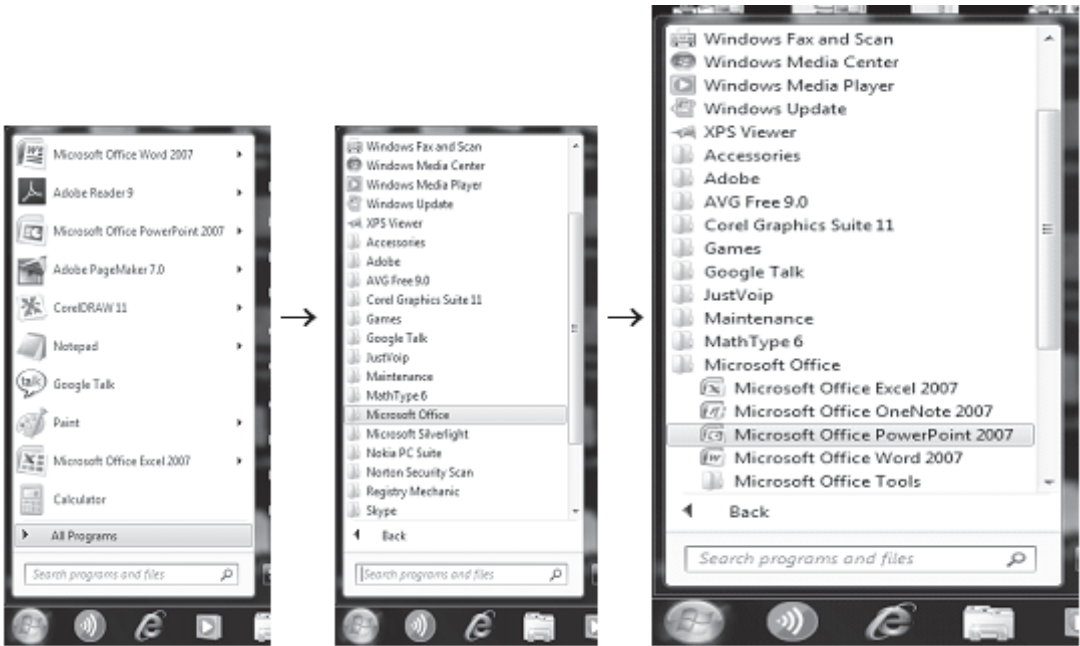 Microsoft Office Word 2007
Adobe Reader 9
Microsoft Office PowerPoint 2007
Adobe PageMaker 7.0
CorelDRAW 11
Notepad
talk
Google Talk
Paint
Microsoft Office Excel 2007
Calculator
All Programs
Search programs and files
Windows Fax and Scan
Windows Media Center
Windows Media Player
Windows Update
XPS Viewer
Accessories
Adobe
AVG Free 9.0
Corel Graphics Suite 11
Games
Google Talk
JustVoip
Maintenance
MathType 6
Microsoft Office
Microsoft Silverlight
Nokia PC Suite
Norton Security Scan
Registry Mechanic
Skype
Back
Search programs and files
Windows Fax and Scan
Windows Media Center
Windows Media Player
Windows Update
XPS Viewer
Accessories
Adobe
AVG Free 9.0
Corel Graphics Suite 11
Games
Google Talk
JustVoip
Maintenance
MathType 6
Microsoft Office
Microsoft Office Excel 2007
Microsoft Office OneNote 2007
Microsoft Office PowerPoint 2007
Microsoft Office Word 2007
Microsoft Office Tools
Back
Search programs and files